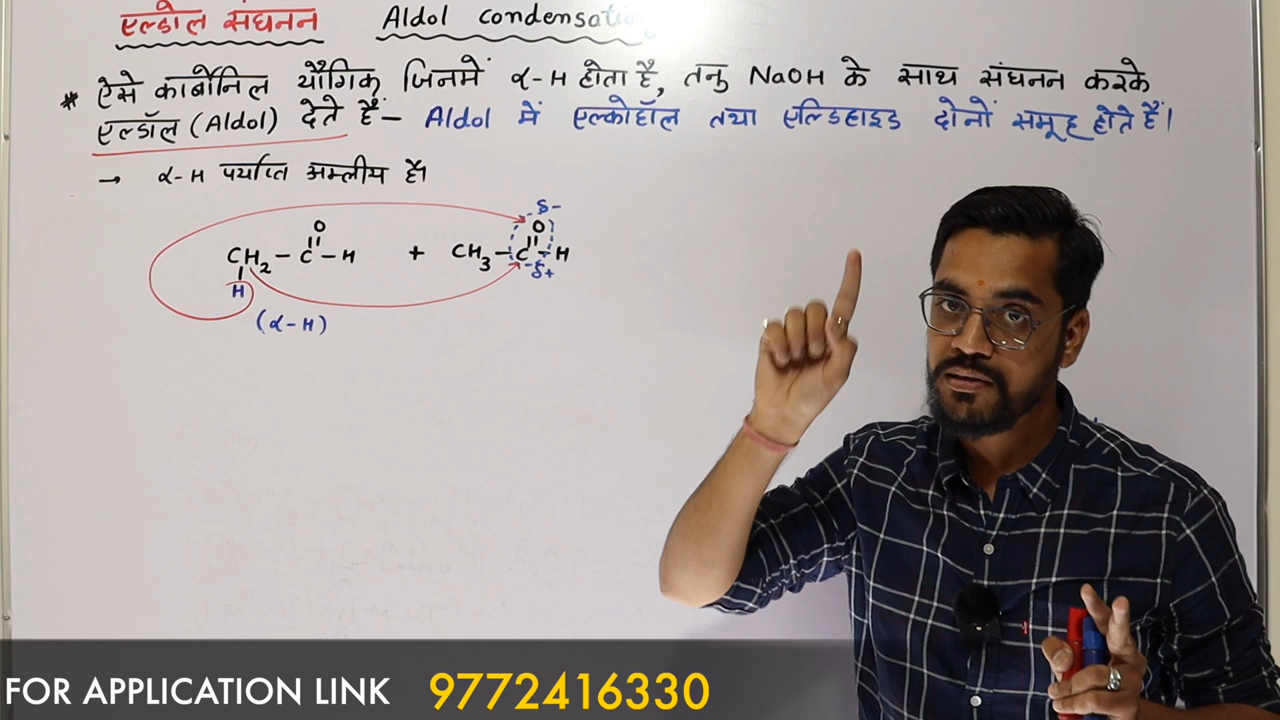 एल्डोल संघनन Aldol condensatio
* ऐसे कार्बोनिल यौगिक जिनमें α-H होता है, तनु NaOH के साथ संघनन करके
एल्डॉल (Aldol) देते हैं- Aldol में एल्कोहॉल तथा एल्डिहाइड दोनों समूह होते हैं।
→ α-H पर्याप्त अम्लीय है।
O δ- O
CH₂ - C - H + CH₃ - C - H
H δ+
(α-H)
FOR APPLICATION LINK 9772416330